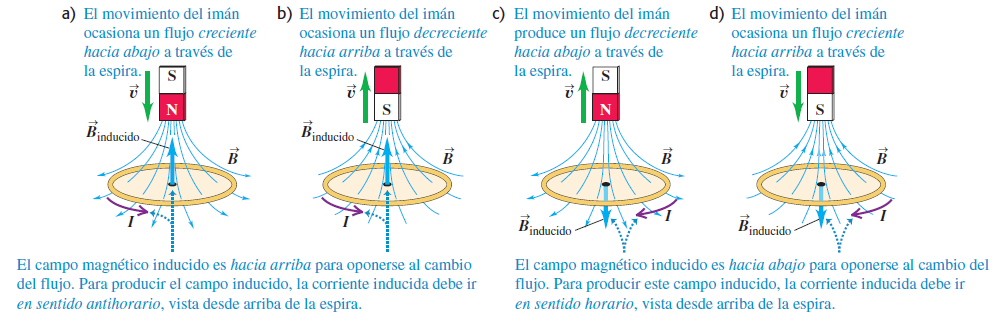 a) El movimiento del imán
ocasiona un flujo creciente
hacia abajo a través de
la espira.
S
v
N
B inducido
B
I
b) El movimiento del imán
ocasiona un flujo decreciente
hacia arriba a través de
la espira.
v
S
B inducido
B
I
c) El movimiento del imán
produce un flujo decreciente
hacia abajo a través de
la espira.
S
v
N
B
B inducido
I
d) El movimiento del imán
ocasiona un flujo creciente
hacia arriba a través de
la espira.
v
S
B
B inducido
I
El campo magnético inducido es hacia arriba para oponerse al cambio
del flujo. Para producir el campo inducido, la corriente inducida debe ir
en sentido antihorario, vista desde arriba de la espira.
El campo magnético inducido es hacia abajo para oponerse al cambio del
flujo. Para producir este campo inducido, la corriente inducida debe ir
en sentido horario, vista desde arriba de la espira.